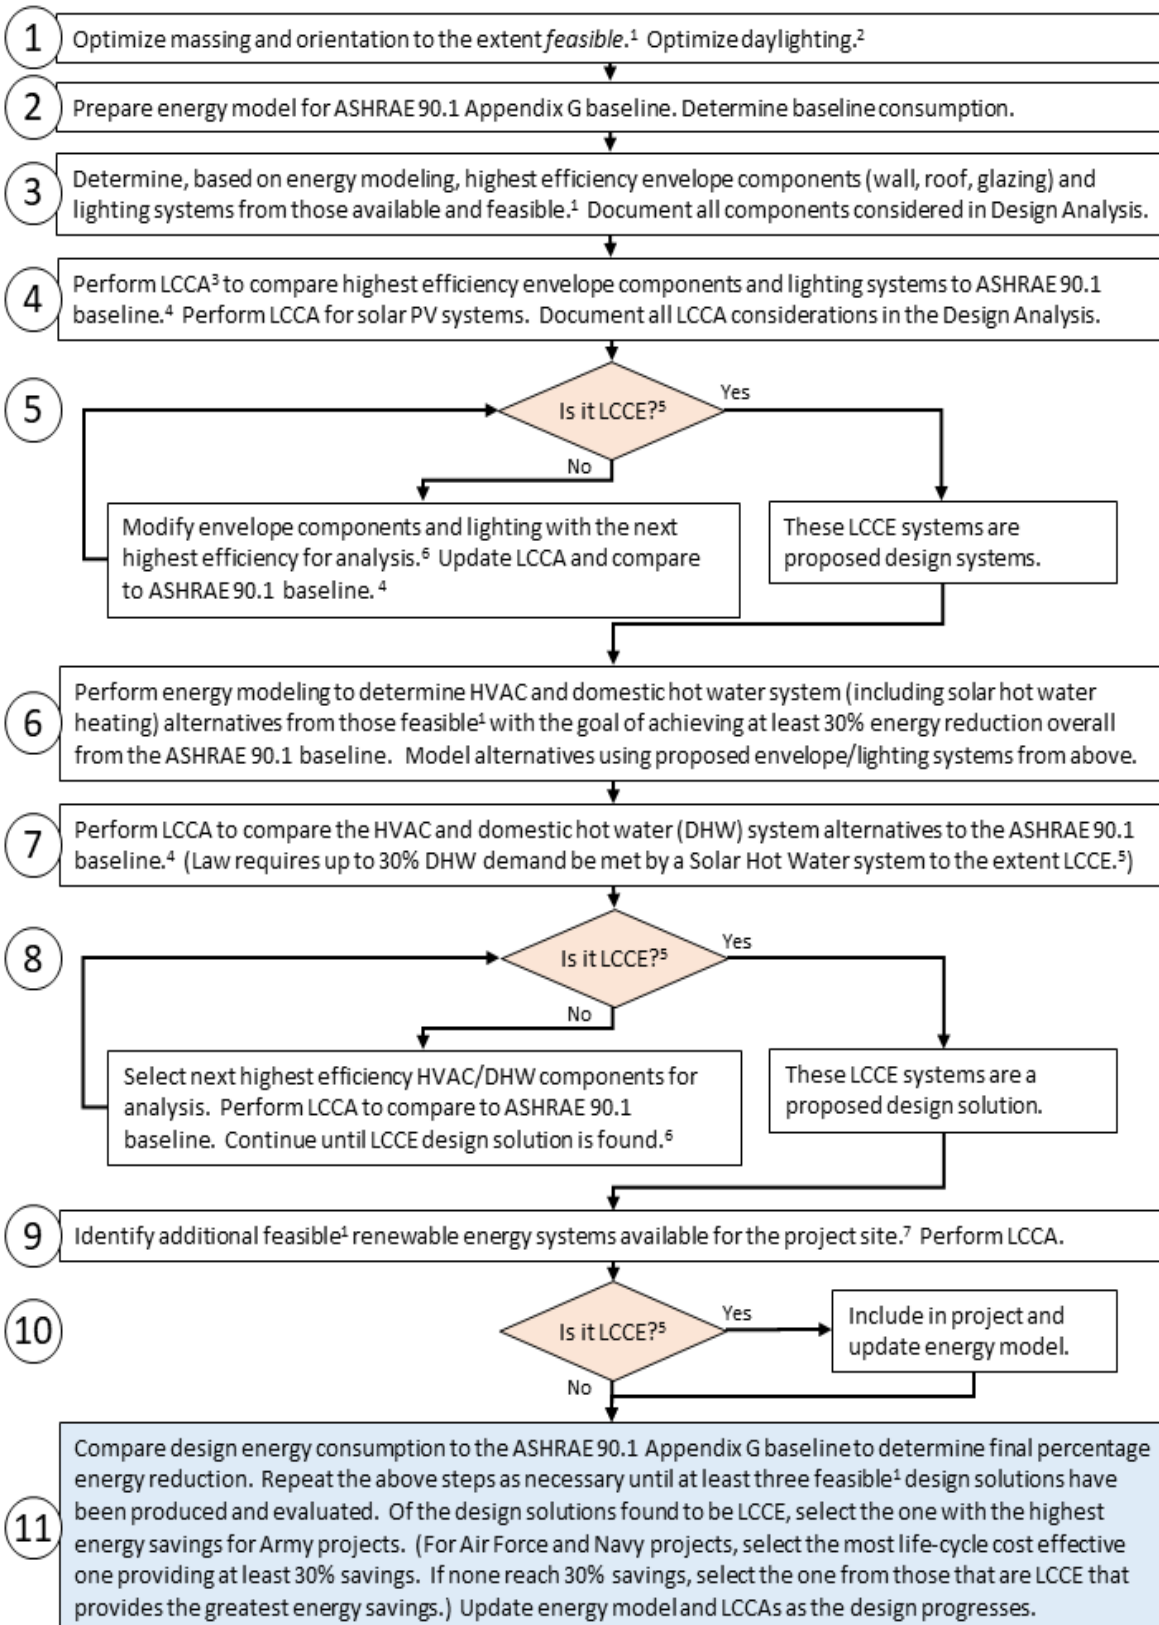 1
Optimize massing and orientation to the extent feasible.¹ Optimize daylighting.²
2
Prepare energy model for ASHRAE 90.1 Appendix G baseline. Determine baseline consumption.
3
Determine, based on energy modeling, highest efficiency envelope components (wall, roof, glazing) and
lighting systems from those available and feasible.¹ Document all components considered in Design Analysis.
4
Perform LCCA³ to compare highest efficiency envelope components and lighting systems to ASHRAE 90.1
baseline.⁴ Perform LCCA for solar PV systems. Document all LCCA considerations in the Design Analysis.
5
Is it LCCE?⁵
Yes
No
Modify envelope components and lighting with the next
highest efficiency for analysis.⁶ Update LCCA and compare
to ASHRAE 90.1 baseline.⁴
These LCCE systems are
proposed design systems.
6
Perform energy modeling to determine HVAC and domestic hot water system (including solar hot water
heating) alternatives from those feasible¹ with the goal of achieving at least 30% energy reduction overall
from the ASHRAE 90.1 baseline. Model alternatives using proposed envelope/lighting systems from above.
7
Perform LCCA to compare the HVAC and domestic hot water (DHW) system alternatives to the ASHRAE 90.1
baseline.⁴ (Law requires up to 30% DHW demand be met by a Solar Hot Water system to the extent LCCE.⁵)
8
Is it LCCE?⁵
Yes
No
Select next highest efficiency HVAC/DHW components for
analysis. Perform LCCA to compare to ASHRAE 90.1
baseline. Continue until LCCE design solution is found.⁶
These LCCE systems are a
proposed design solution.
9
Identify additional feasible¹ renewable energy systems available for the project site.⁷ Perform LCCA.
10
Is it LCCE?⁵
Yes
No
Include in project and
update energy model.
11
Compare design energy consumption to the ASHRAE 90.1 Appendix G baseline to determine final percentage
energy reduction. Repeat the above steps as necessary until at least three feasible¹ design solutions have
been produced and evaluated. Of the design solutions found to be LCCE, select the one with the highest
energy savings for Army projects. (For Air Force and Navy projects, select the most life-cycle cost effective
one providing at least 30% savings. If none reach 30% savings, select the one from those that are LCCE that
provides the greatest energy savings.) Update energy model and LCCAs as the design progresses.